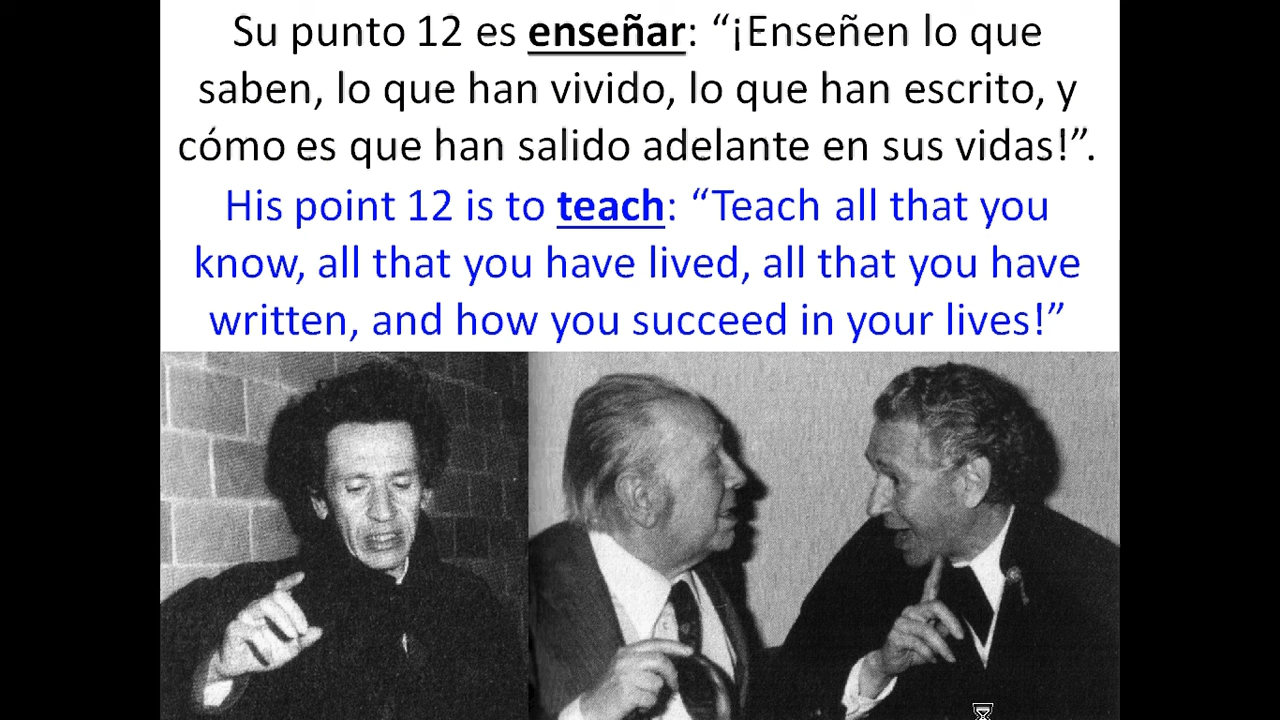 Su punto 12 es enseñar: “¡Enseñen lo que
saben, lo que han vivido, lo que han escrito, y
cómo es que han salido adelante en sus vidas!”.
His point 12 is to teach: “Teach all that you
know, all that you have lived, all that you have
written, and how you succeed in your lives!”